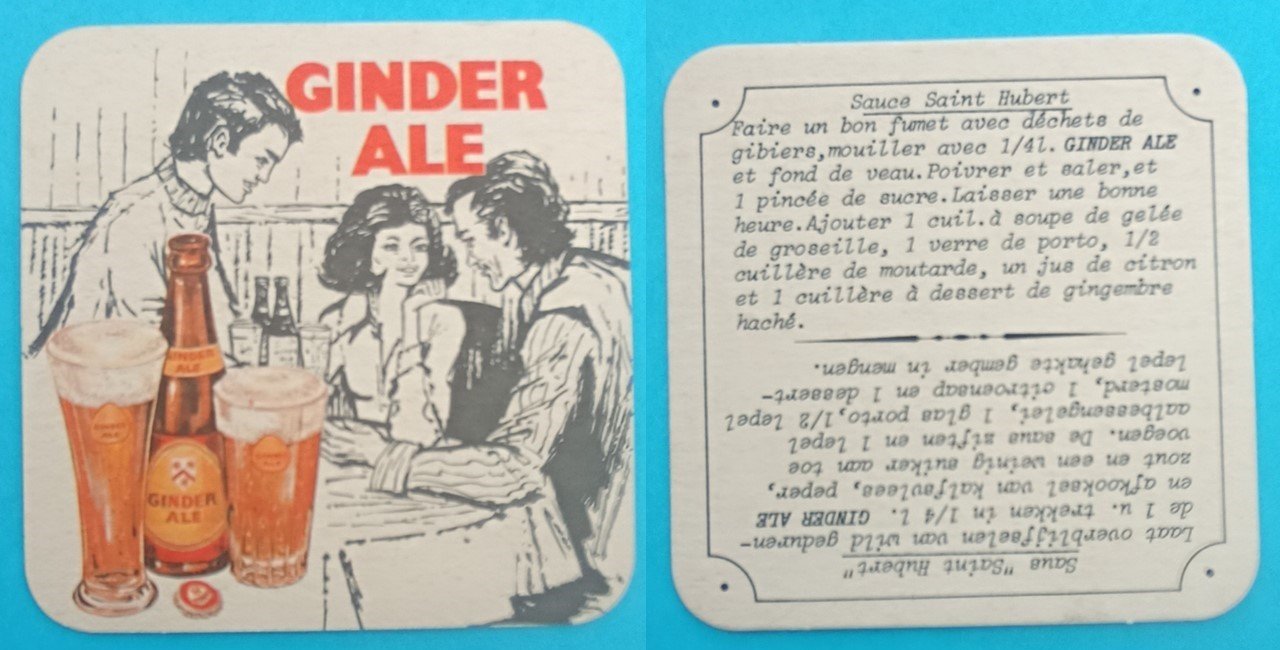 GINDER
ALE
GINDER
ALE
GINDER
ALE
Sauce Saint Hubert
Faire un bon fumet avec déchets de
gibiers,mouiller avec 1/4l. GINDER ALE
et fond de veau.Poivrer et saler,et
1 pincée de sucre.Laisser une bonne
heure.Ajouter 1 cuil.à soupe de gelée
de groseille, 1 verre de porto, 1/2
cuillère de moutarde, un jus de citron
et 1 cuillère à dessert de gingembre
haché.
Saus "Saint Hubert"
Laat overblijfselen van wild geduren-
de 1 u. trekken in 1/4 l. GINDER ALE
en afkooksel van kalfsvlees, peper,
zout en een weinig suiker aan toe
voegen. De saus ziften en 1 lepel
aalbessengelei, 1 glas porto,1/2 lepel
mosterd, 1 citroensap en 1 dessert-
lepel gehakte gember in mengen.